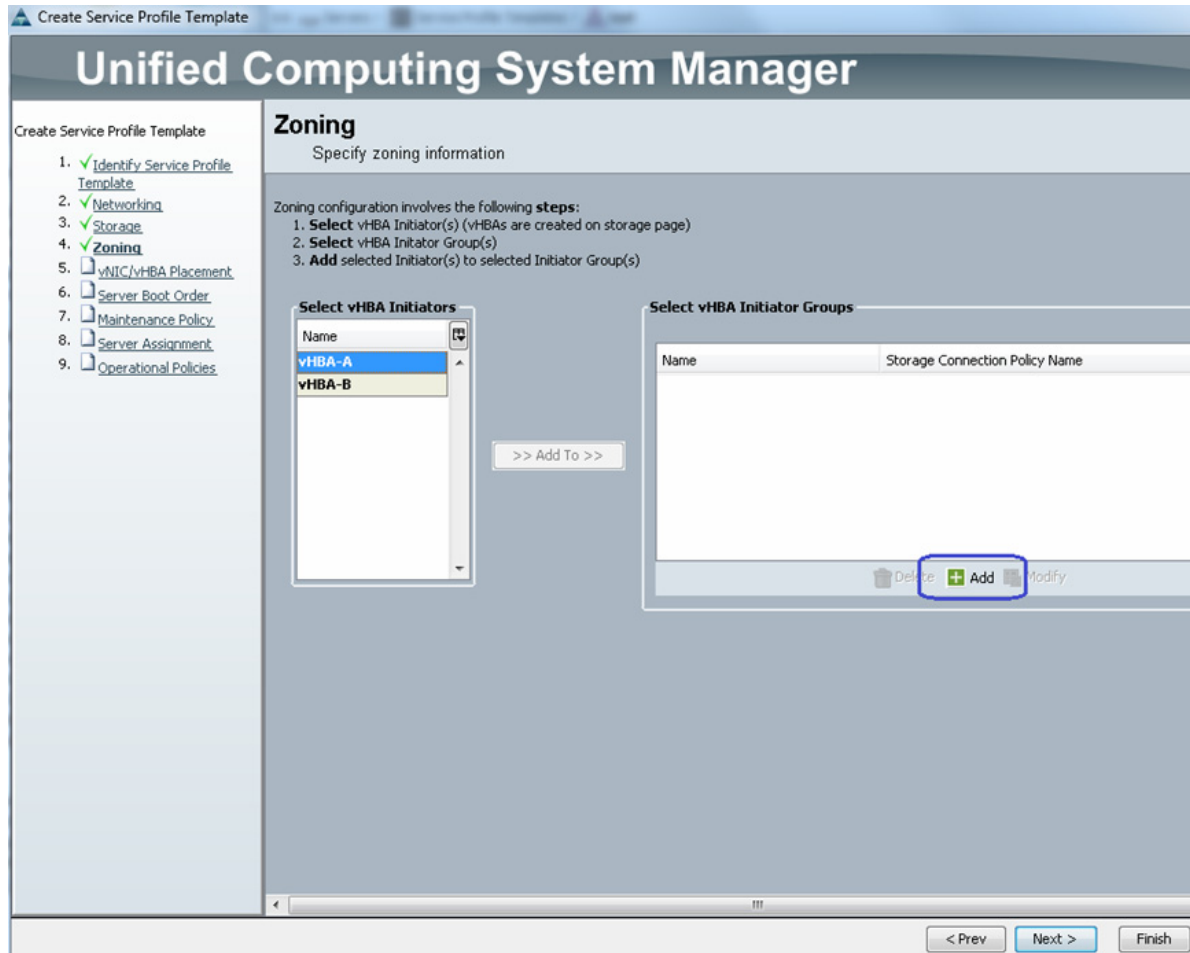 Create Service Profile Template
Unified Computing System Manager
Create Service Profile Template
1. Identify Service Profile
Template
2. Networking
3. Storage
4. Zoning
5. vNIC/vHBA Placement
6. Server Boot Order
7. Maintenance Policy
8. Server Assignment
9. Operational Policies
Zoning
Specify zoning information
Zoning configuration involves the following steps:
1. Select vHBA Initiator(s) (vHBAs are created on storage page)
2. Select vHBA Initator Group(s)
3. Add selected Initiator(s) to selected Initiator Group(s)
Select vHBA Initiators
Name
vHBA-A
vHBA-B
>> Add To >>
Select vHBA Initiator Groups
Name Storage Connection Policy Name
Delete Add Modify
< Prev Next > Finish